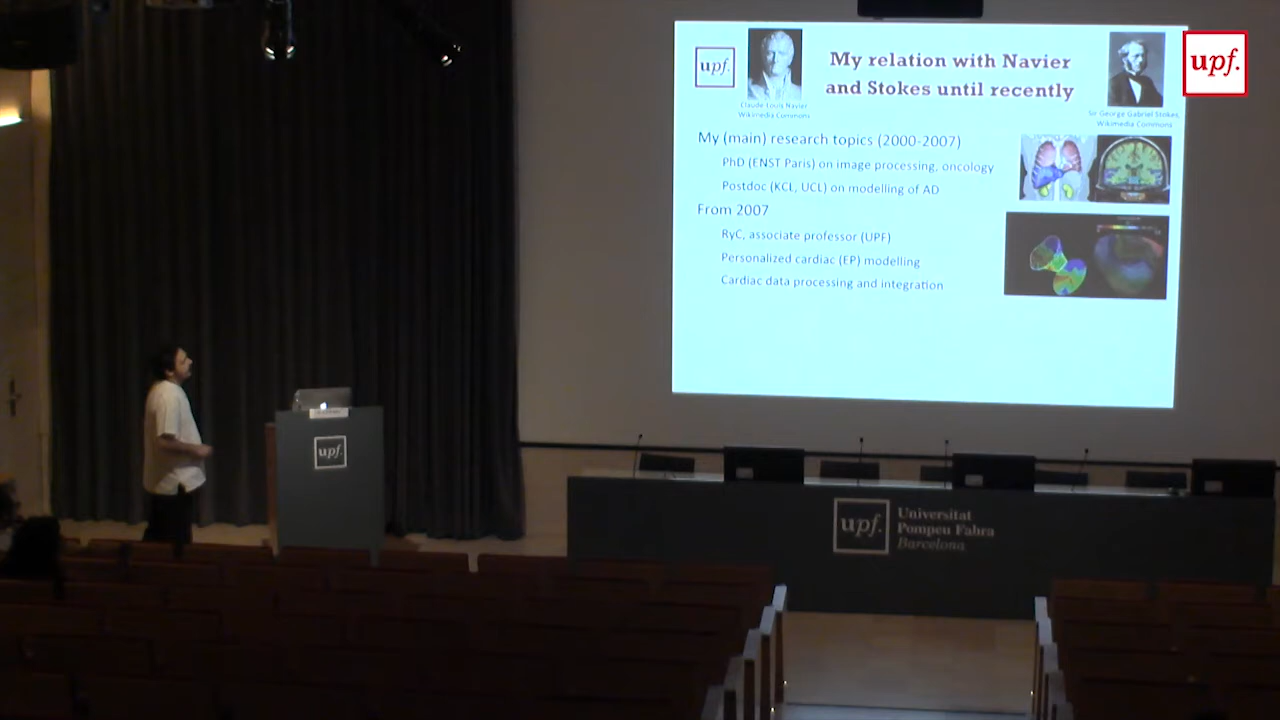 upf.
My relation with Navier
and Stokes until recently
Claude-Louis Navier
Wikimedia Commons
Sir George Gabriel Stokes,
Wikimedia Commons
My (main) research topics (2000-2007)
PhD (ENST Paris) on image processing, oncology
Postdoc (KCL, UCL) on modelling of AD
From 2007
RyC, associate professor (UPF)
Personalized cardiac (EP) modelling
Cardiac data processing and integration
upf.
upf.
upf.
Universitat
Pompeu Fabra
Barcelona